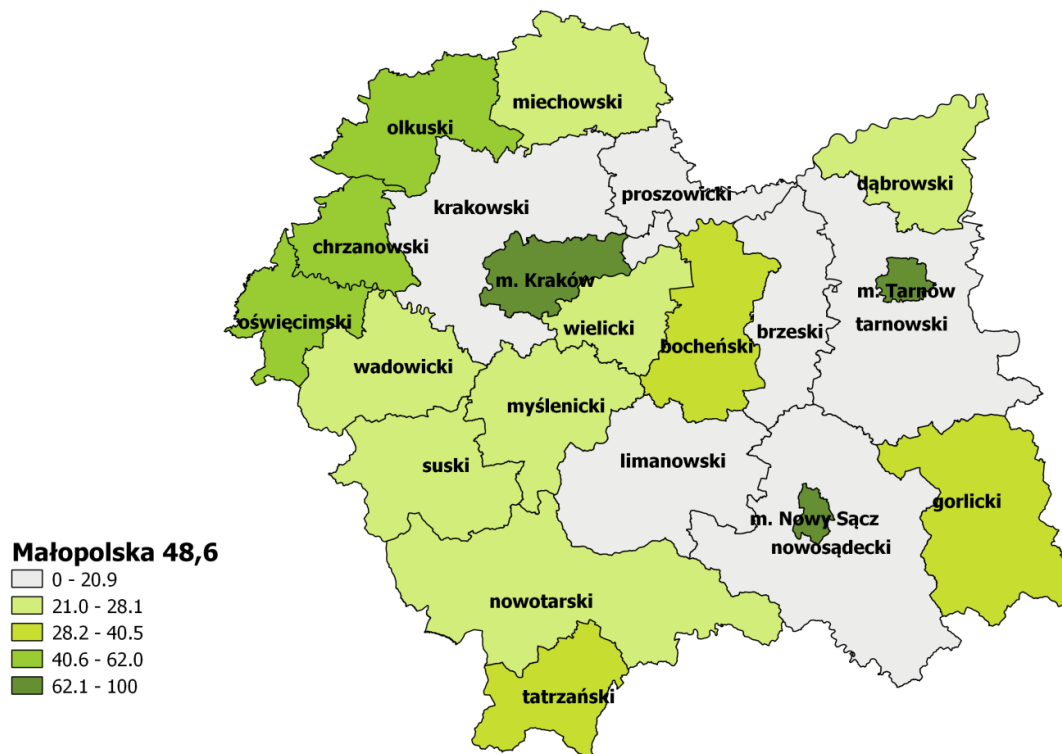 miechowski
olkuski
dąbrowski
proszowicki
krakowski
chrzanowski
m. Kraków
m. Tarnów
oświęcimski
wielicki
brzeski
tarnowski
bocheński
wadowicki
myślenicki
suski
limanowski
gorlicki
m. Nowy Sącz
nowosądecki
nowotarski
tatrzański
Małopolska 48,6
0 - 20.9
21.0 - 28.1
28.2 - 40.5
40.6 - 62.0
62.1 - 100